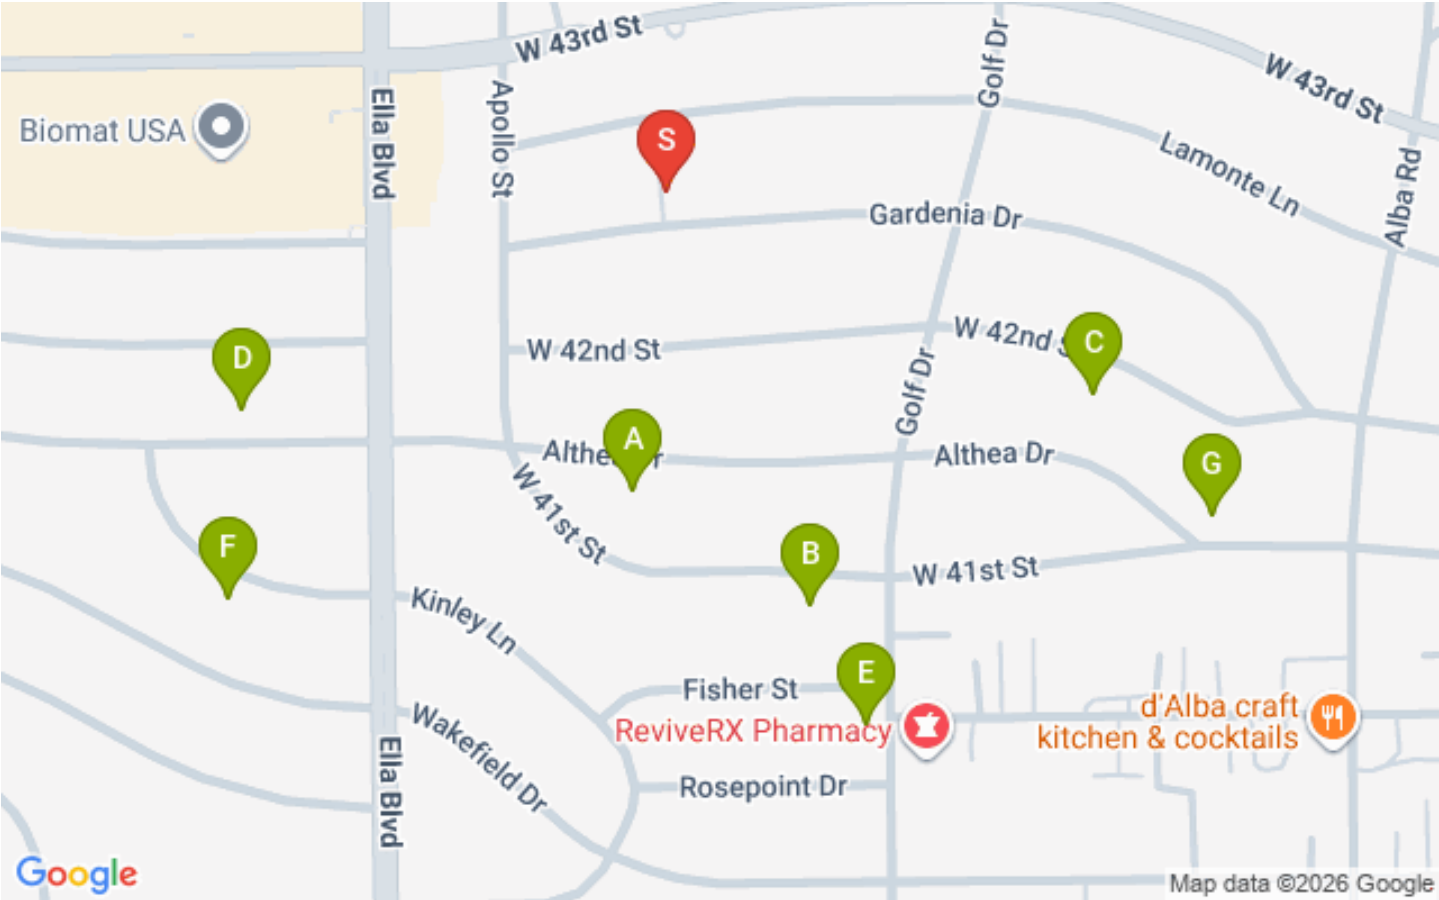 W 43rd St
Golf Dr
W 43rd St
Ella Blvd
Apollo St
Biomat USA
S
Lamonte Ln
Alba Rd
Gardenia Dr
W 42nd St
W 42nd S
C
D
Golf Dr
A
Althea Dr
G
W 41st St
F
B
W 41st St
Kinley Ln
E
Fisher St
ReviveRX Pharmacy
d'Alba craft
kitchen & cocktails
Wakefield Dr
Ella Blvd
Rosepoint Dr
Google
Map data ©2026 Google